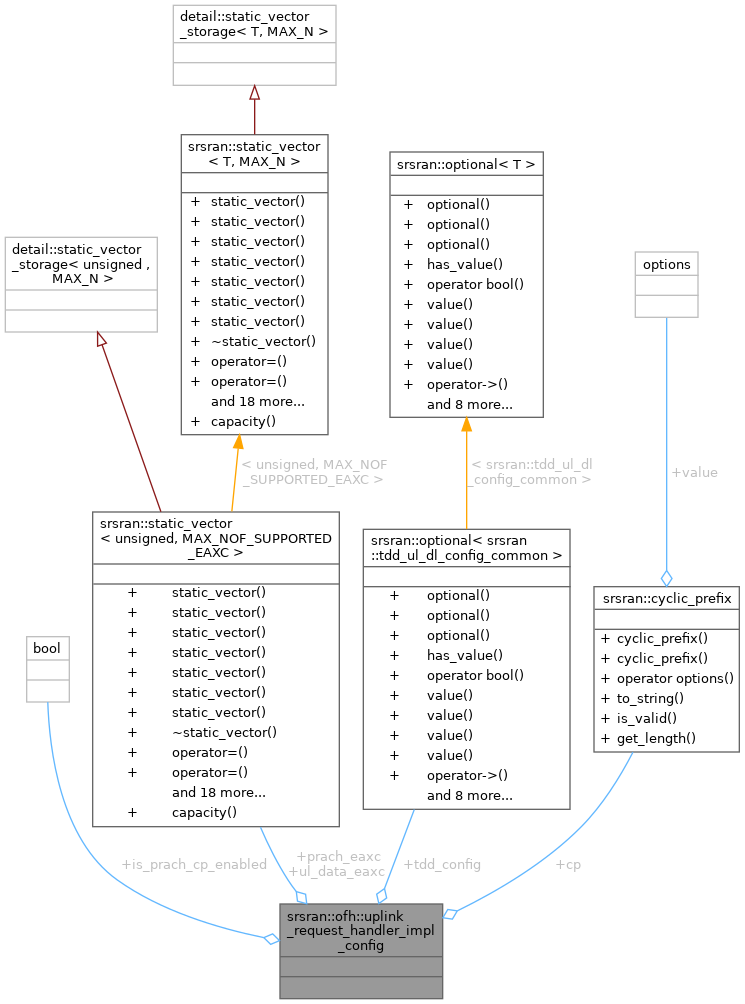 detail::static_vector
_storage< T, MAX_N >
srsran::static_vector
< T, MAX_N >
+ static_vector()
+ static_vector()
+ static_vector()
+ static_vector()
+ static_vector()
+ static_vector()
+ static_vector()
+ ~static_vector()
+ operator=()
+ operator=()
and 18 more...
+ capacity()
srsran::optional< T >
+ optional()
+ optional()
+ optional()
+ has_value()
+ operator bool()
+ value()
+ value()
+ value()
+ value()
+ operator->()
and 8 more...
detail::static_vector
_storage< unsigned ,
MAX_N >
options
< unsigned, MAX_NOF
_SUPPORTED_EAXC >
< srsran::tdd_ul_dl
_config_common >
+value
srsran::static_vector
< unsigned, MAX_NOF_SUPPORTED
_EAXC >
+ static_vector()
+ static_vector()
+ static_vector()
+ static_vector()
+ static_vector()
+ static_vector()
+ static_vector()
+ ~static_vector()
+ operator=()
+ operator=()
and 18 more...
+ capacity()
srsran::optional< srsran
::tdd_ul_dl_config_common >
+ optional()
+ optional()
+ optional()
+ has_value()
+ operator bool()
+ value()
+ value()
+ value()
+ value()
+ operator->()
and 8 more...
srsran::cyclic_prefix
+ cyclic_prefix()
+ cyclic_prefix()
+ operator options()
+ to_string()
+ is_valid()
+ get_length()
bool
+is_prach_cp_enabled
+prach_eaxc
+ul_data_eaxc
+tdd_config
+cp
srsran::ofh::uplink
_request_handler_impl
_config